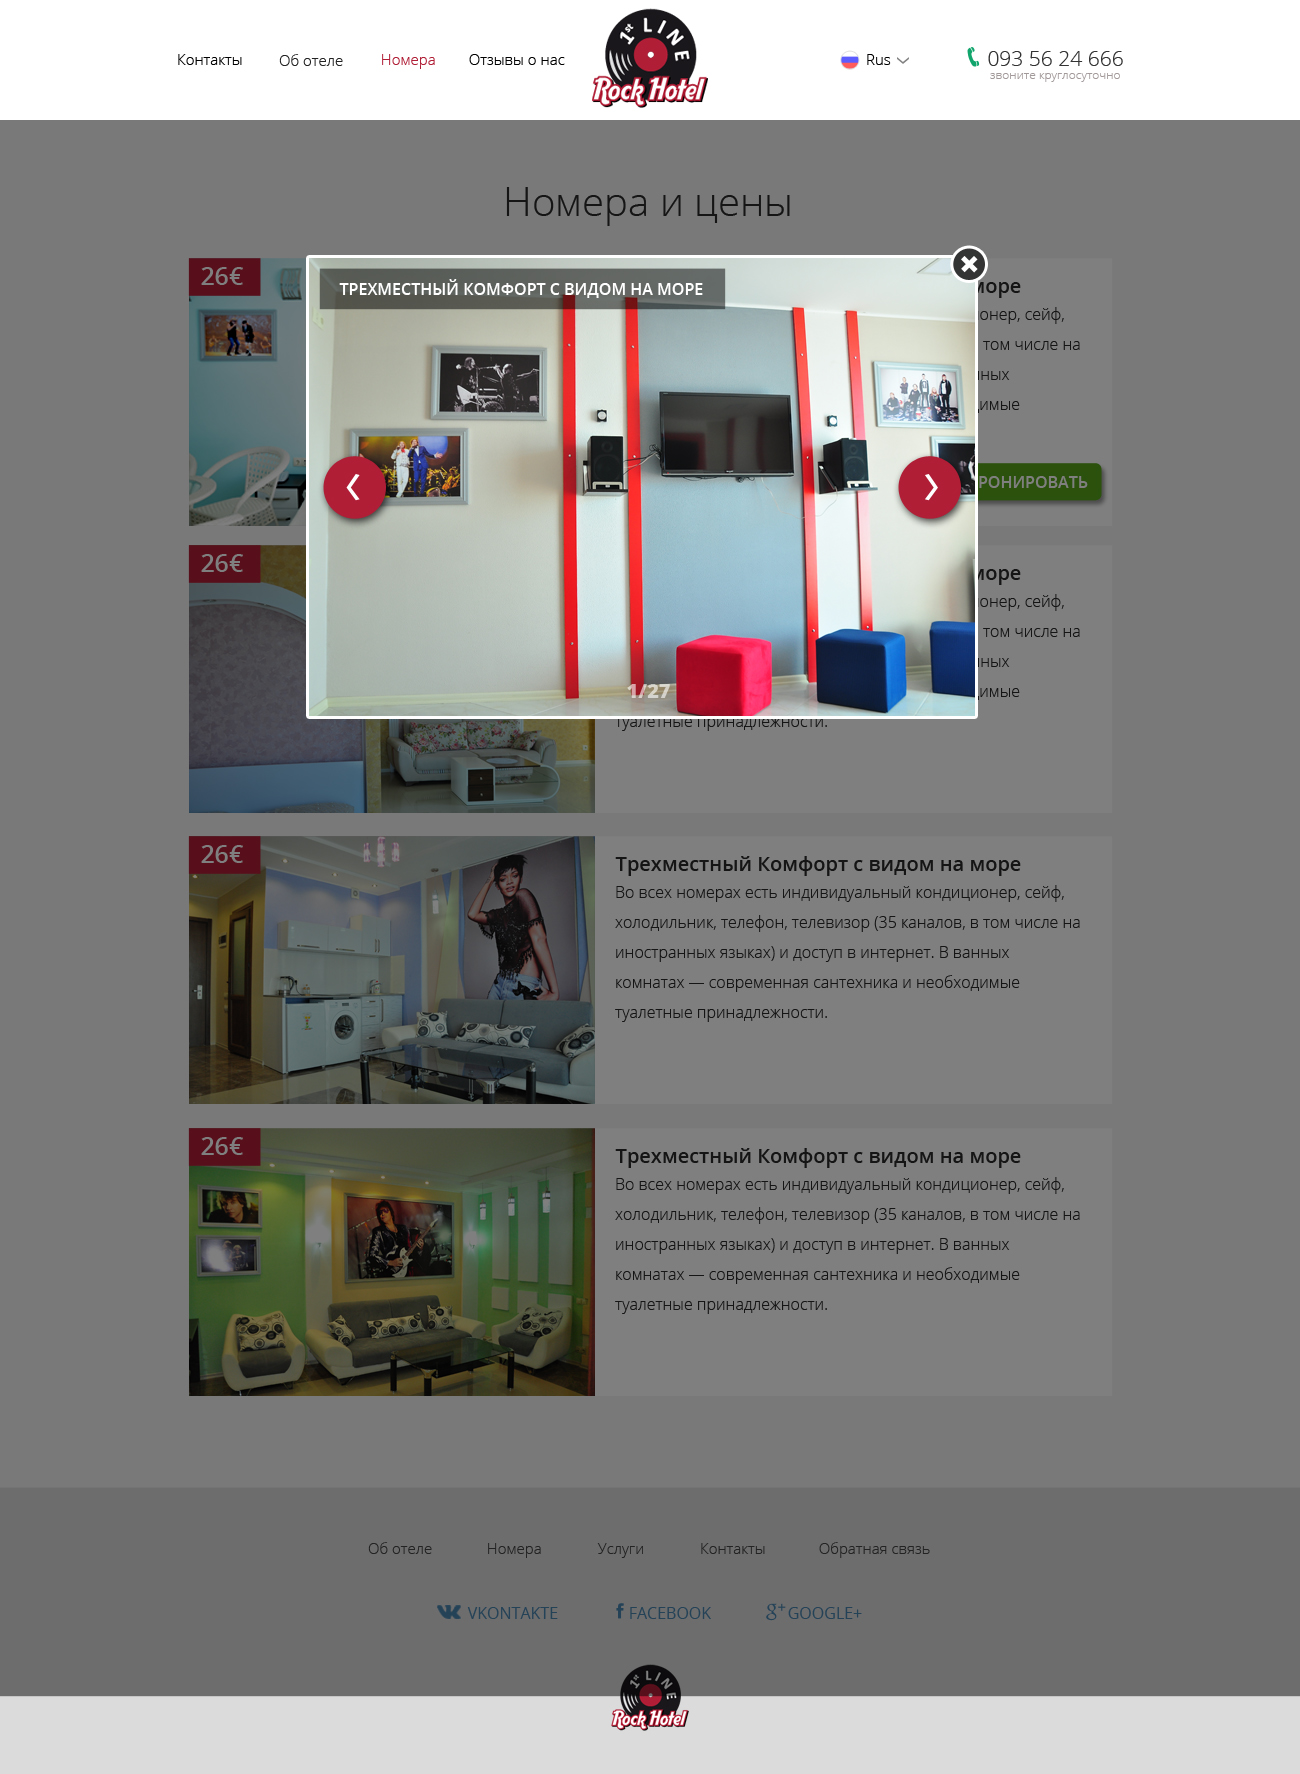 Контакты
Об отеле
Номера
Отзывы о нас
1st LINE
Rock Hotel
Rus
093 56 24 666
звоните круглосуточно
Номера и цены
26€
ТРЕХМЕСТНЫЙ КОМФОРТ С ВИДОМ НА МОРЕ
море
онер, сейф,
том числе на
нных
димые
РОНИРОВАТЬ
1/27
26€
море
онер, сейф,
том числе на
нных
димые
туалетные принадлежности.
26€
Трехместный Комфорт с видом на море
Во всех номерах есть индивидуальный кондиционер, сейф,
холодильник, телефон, телевизор (35 каналов, в том числе на
иностранных языках) и доступ в интернет. В ванных
комнатах — современная сантехника и необходимые
туалетные принадлежности.
26€
Трехместный Комфорт с видом на море
Во всех номерах есть индивидуальный кондиционер, сейф,
холодильник, телефон, телевизор (35 каналов, в том числе на
иностранных языках) и доступ в интернет. В ванных
комнатах — современная сантехника и необходимые
туалетные принадлежности.
Об отеле
Номера
Услуги
Контакты
Обратная связь
VKONTAKTE
f FACEBOOK
g+ GOOGLE+
1st LINE
Rock Hotel